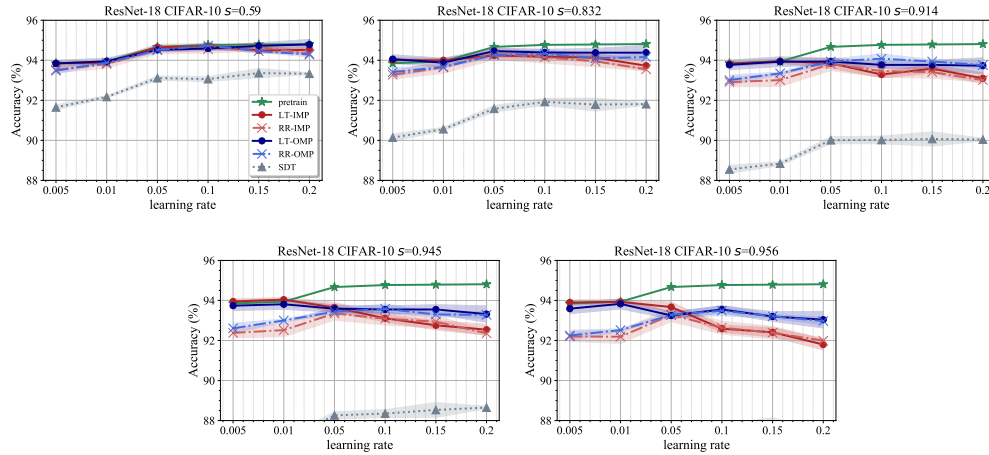 ResNet-18 CIFAR-10 s=0.59
ResNet-18 CIFAR-10 s=0.832
ResNet-18 CIFAR-10 s=0.914
Accuracy (%)
96
94
92
90
88
pretrain
LT-IMP
RR-IMP
LT-OMP
RR-OMP
SDT
0.005 0.01 0.05 0.1 0.15 0.2
learning rate
Accuracy (%)
96
94
92
90
88
0.005 0.01 0.05 0.1 0.15 0.2
learning rate
Accuracy (%)
96
94
92
90
88
0.005 0.01 0.05 0.1 0.15 0.2
learning rate
ResNet-18 CIFAR-10 s=0.945
ResNet-18 CIFAR-10 s=0.956
Accuracy (%)
96
94
92
90
88
0.005 0.01 0.05 0.1 0.15 0.2
learning rate
Accuracy (%)
96
94
92
90
88
0.005 0.01 0.05 0.1 0.15 0.2
learning rate